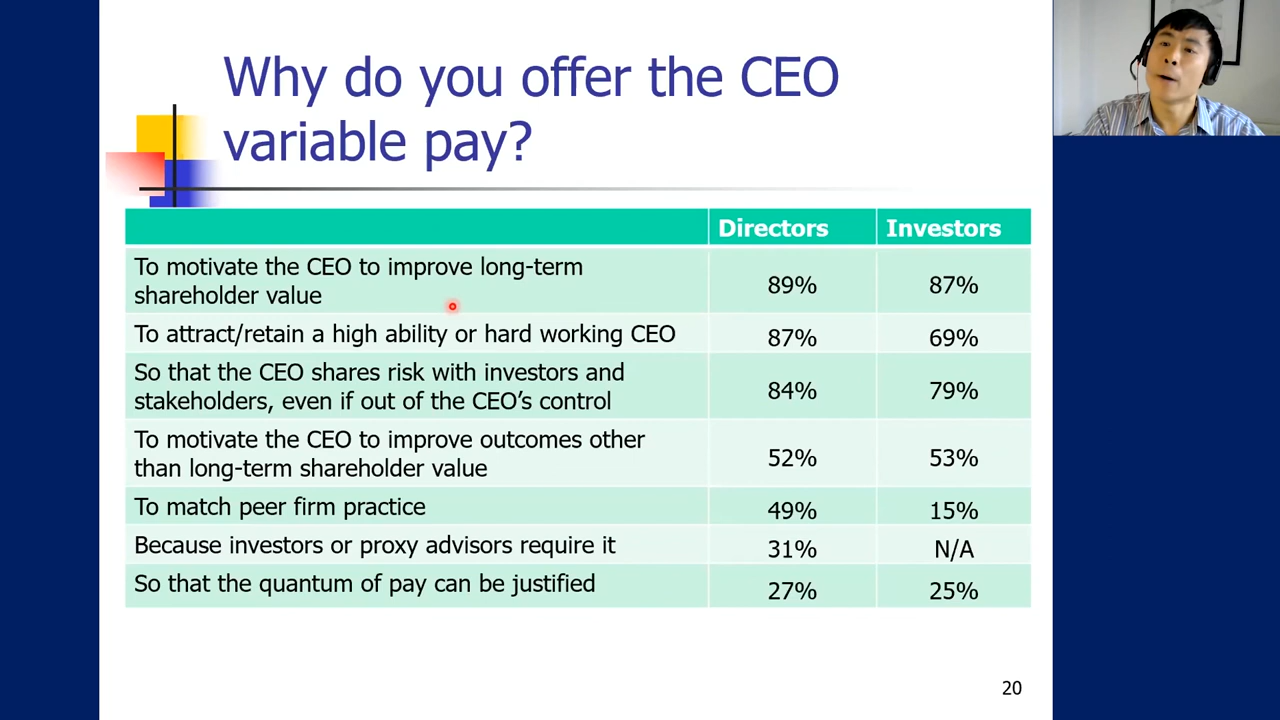 Why do you offer the CEO
variable pay?
Directors Investors
To motivate the CEO to improve long-term
shareholder value 89% 87%
To attract/retain a high ability or hard working CEO 87% 69%
So that the CEO shares risk with investors and
stakeholders, even if out of the CEO's control 84% 79%
To motivate the CEO to improve outcomes other
than long-term shareholder value 52% 53%
To match peer firm practice 49% 15%
Because investors or proxy advisors require it 31% N/A
So that the quantum of pay can be justified 27% 25%
20